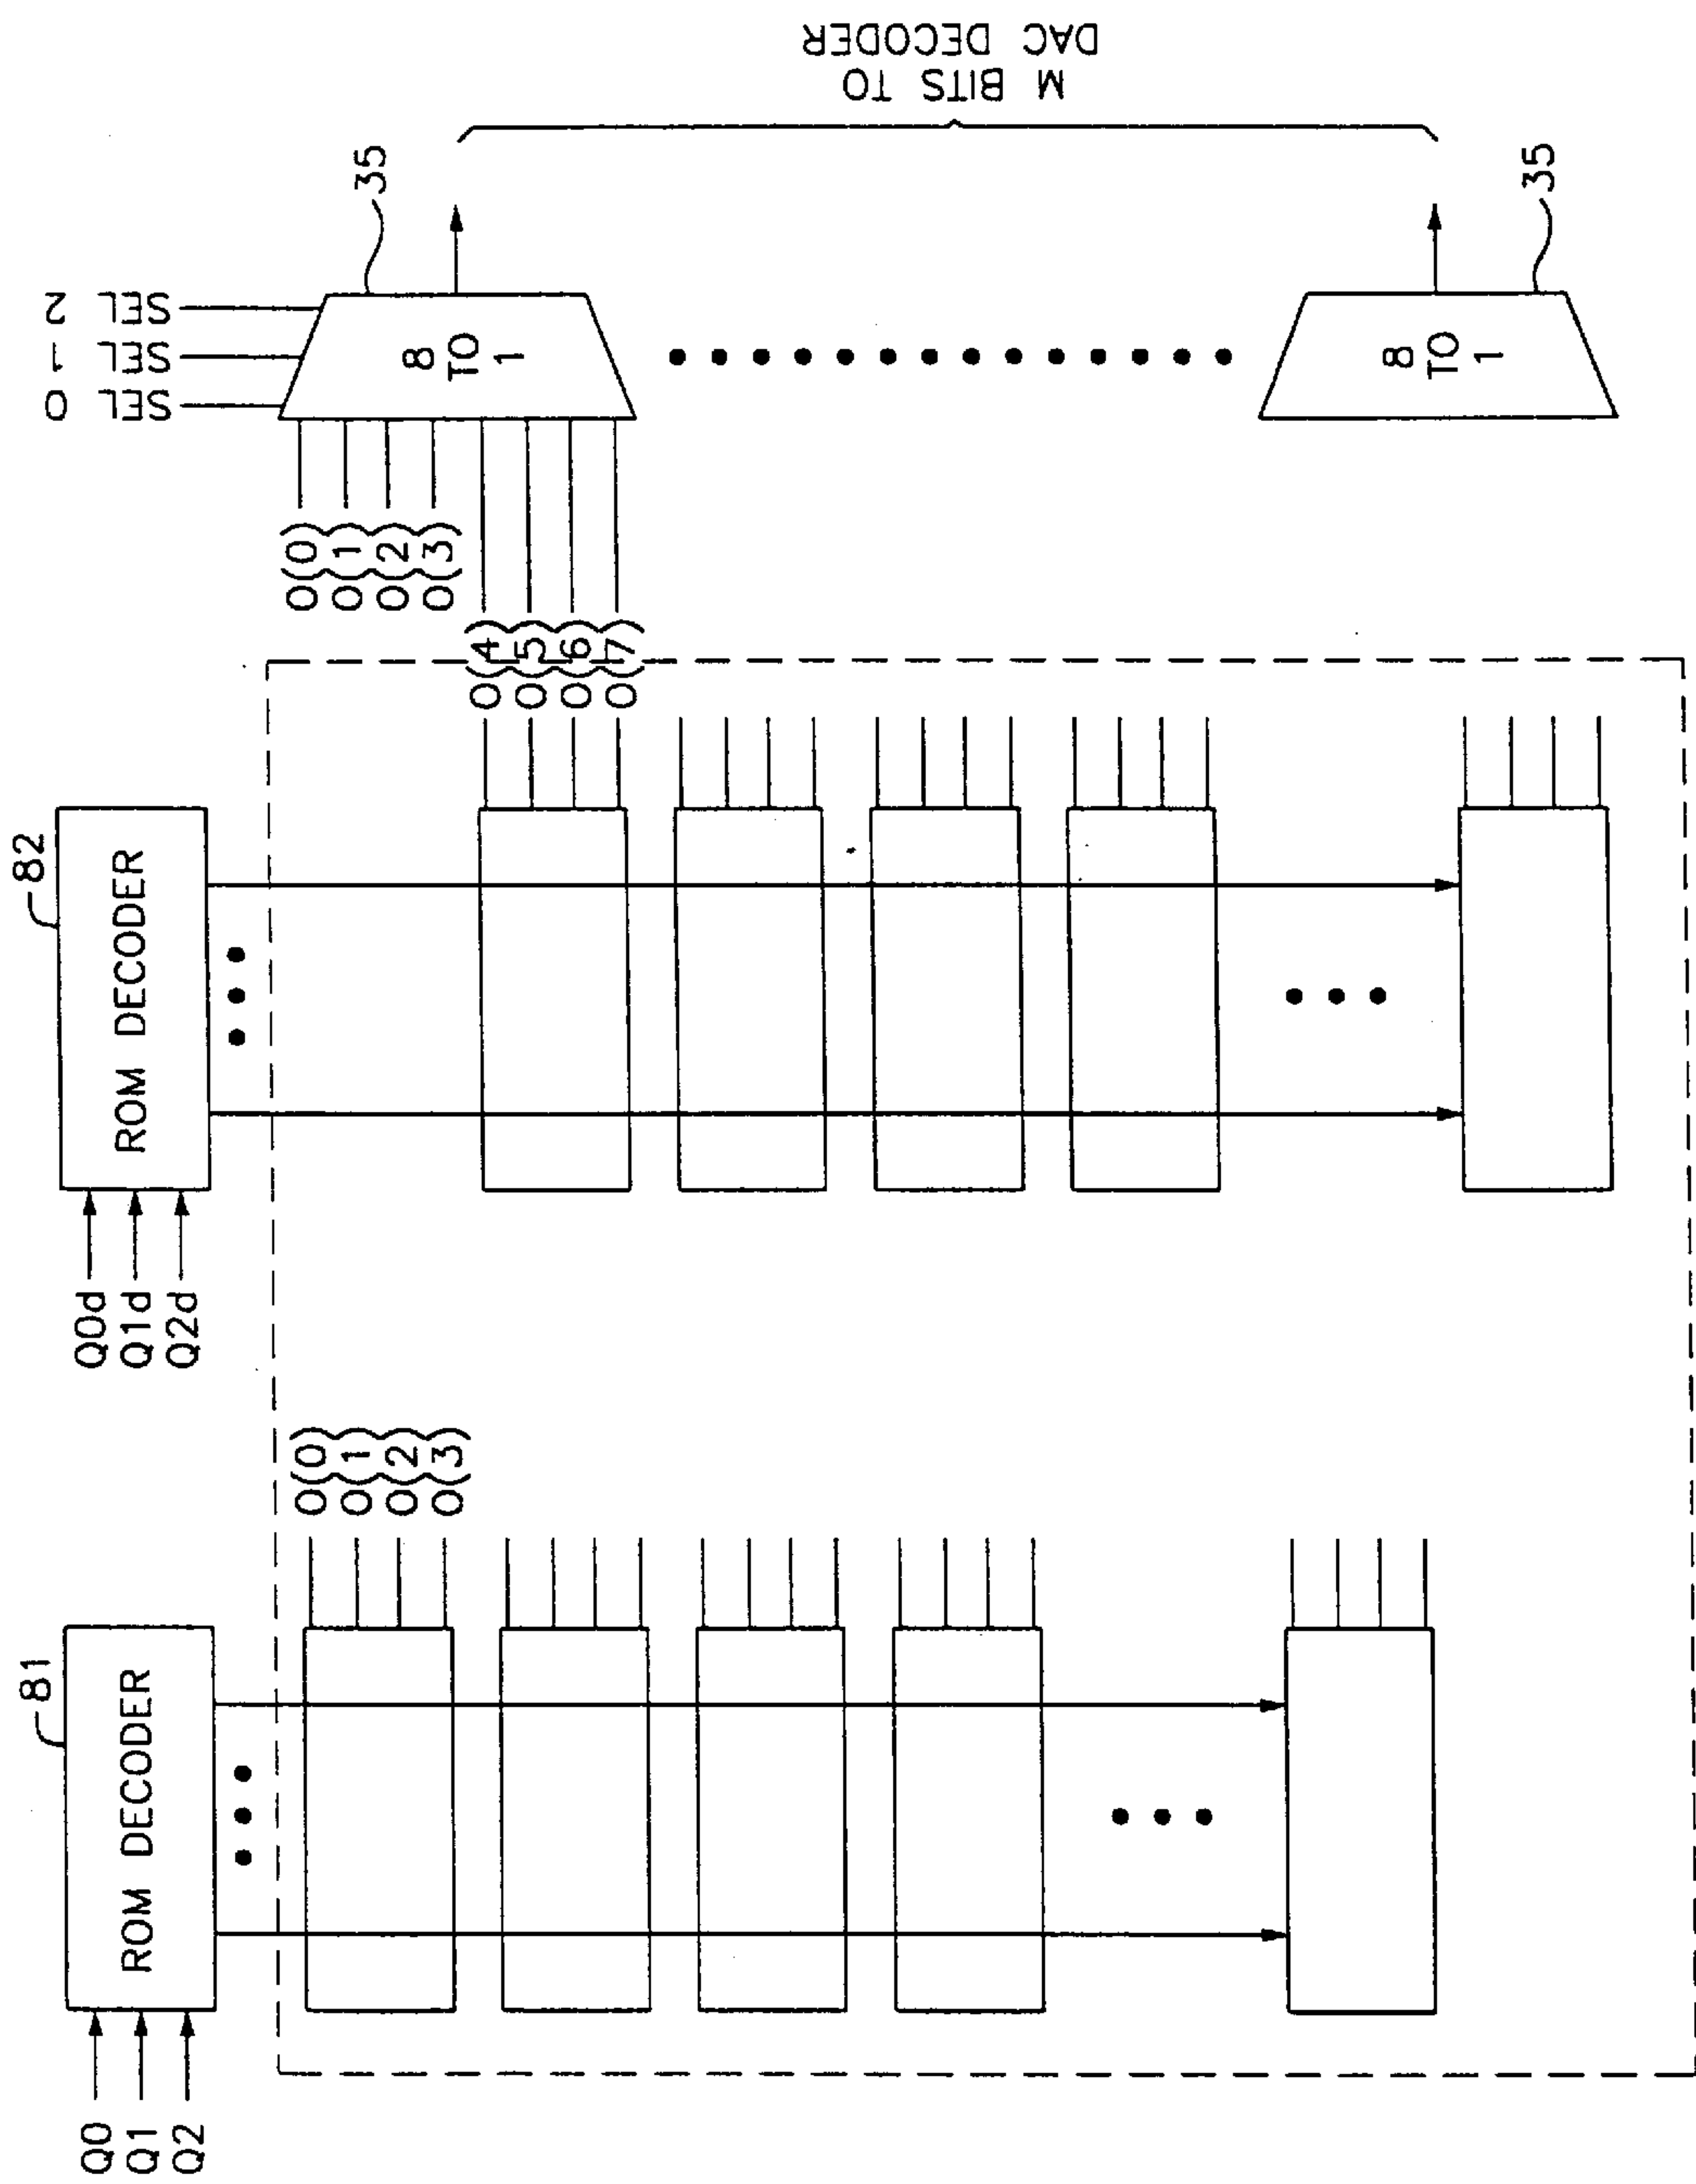 Q0
Q1
Q2
ROM DECODER
81
O(0)
O(1)
O(2)
O(3)
Q0d
Q1d
Q2d
ROM DECODER
82
O(4)
O(5)
O(6)
O(7)
O(0)
O(1)
O(2)
O(3)
SEL 0
SEL 1
SEL 2
8
TO
1
35
8
TO
1
35
M BITS TO
DAC DECODER